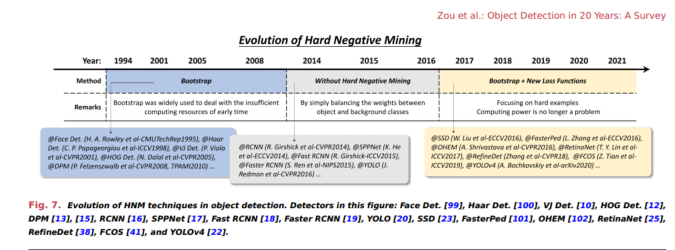 Zou et al.: Object Detection in 20 Years: A Survey
Evolution of Hard Negative Mining
Year: 1994 2001 2005 2008 2014 2015 2016 2017 2018 2019 2020 2021
Method Bootstrap Without Hard Negative Mining Bootstrap + New Loss Functions
Remarks
Bootstrap was widely used to deal with the insufficient
computing resources of early time
By simply balancing the weights between
object and background classes
Focusing on hard examples
Computing power is no longer a problem
@Face Det. (H. A. Rowley et al-CMUTechRep1995), @Haar
Det. (C. P. Papageorgiou et al-ICCV1998), @VJ Det. (P. Viola
et al-CVPR2001), @HOG Det. (N. Dalal et al-CVPR2005),
@DPM (P. Felzenszwalb et al-CVPR2008, TPAMI2010) ...
@RCNN (R. Girshick et al-CVPR2014), @SPPNet (K. He
et al-ECCV2014), @Fast RCNN (R. Girshick-ICCV2015),
@Faster RCNN (S. Ren et al-NIPS2015), @YOLO (J.
Redmon et al-CVPR2016) ...
@SSD (W. Liu et al-ECCV2016), @FasterPed (L. Zhang et al-ECCV2016),
@OHEM (A. Shrivastava et al-CVPR2016), @RetinaNet (T. Y. Lin et al-
ICCV2017), @RefineDet (Zhang et al-CVPR18), @FCOS (Z. Tian et al-
ICCV2019), @YOLOv4 (A. Bochkovskiy et al-arXiv2020) ...
Fig. 7. Evolution of HNM techniques in object detection. Detectors in this figure: Face Det. [99], Haar Det. [100], VJ Det. [10], HOG Det. [12],
DPM [13], [15], RCNN [16], SPPNet [17], Fast RCNN [18], Faster RCNN [19], YOLO [20], SSD [23], FasterPed [101], OHEM [102], RetinaNet [25],
RefineDet [38], FCOS [41], and YOLOv4 [22].